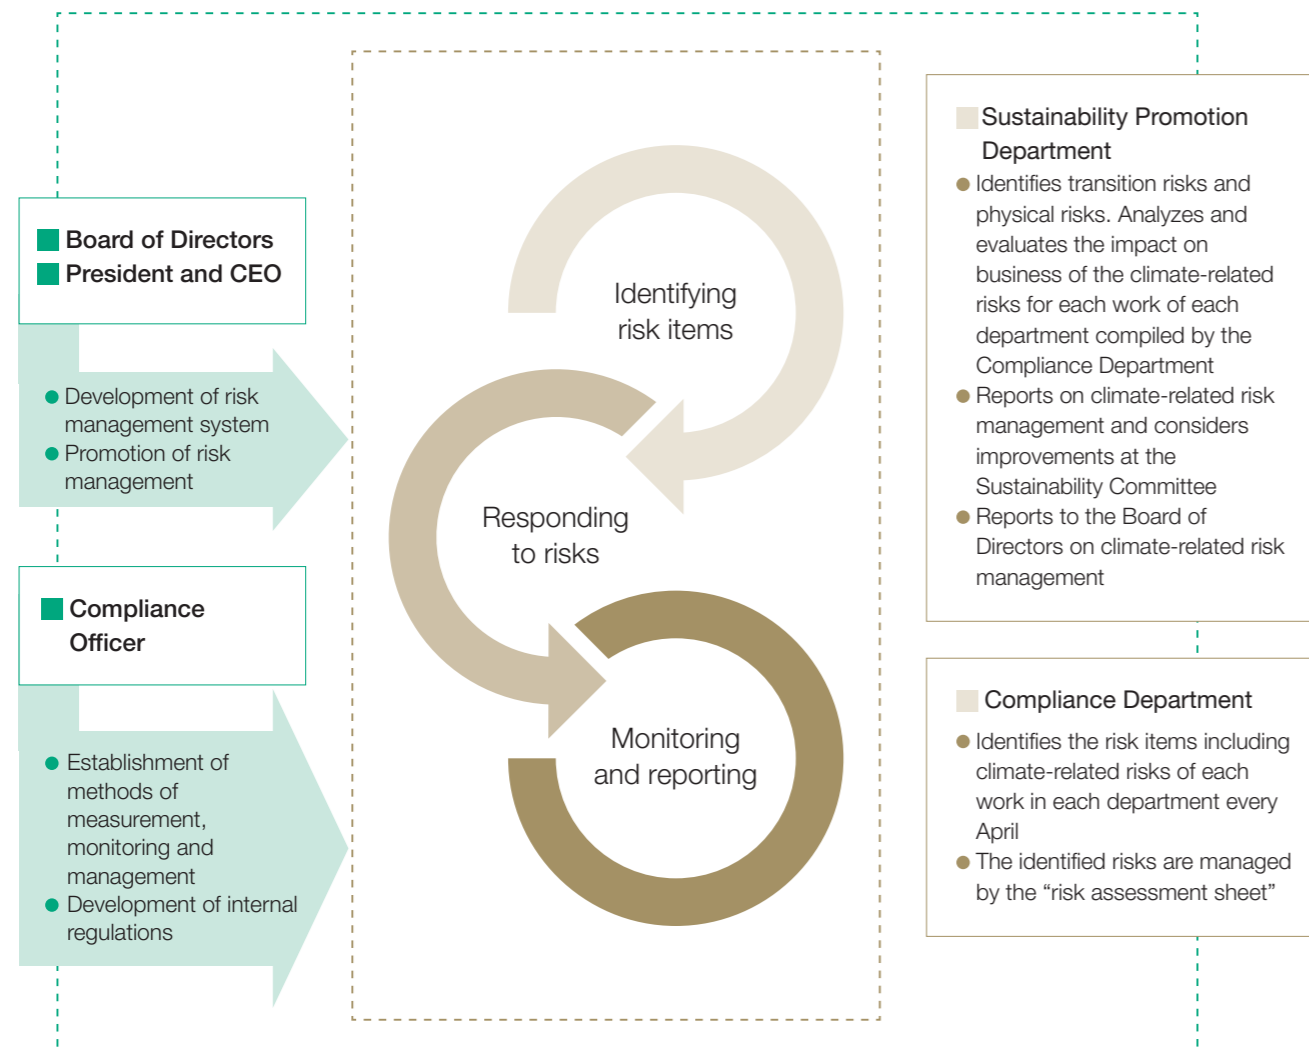 Board of Directors
President and CEO
Development of risk
management system
Promotion of risk
management
Compliance
Officer
Establishment of
methods of
measurement,
monitoring and
management
Development of internal
regulations
Identifying
risk items
Responding
to risks
Monitoring
and reporting
Sustainability Promotion
Department
Identifies transition risks and
physical risks. Analyzes and
evaluates the impact on
business of the climate-related
risks for each work of each
department compiled by the
Compliance Department
Reports on climate-related risk
management and considers
improvements at the
Sustainability Committee
Reports to the Board of
Directors on climate-related risk
management
Compliance Department
Identifies the risk items including
climate-related risks of each
work in each department every
April
The identified risks are managed
by the “risk assessment sheet”